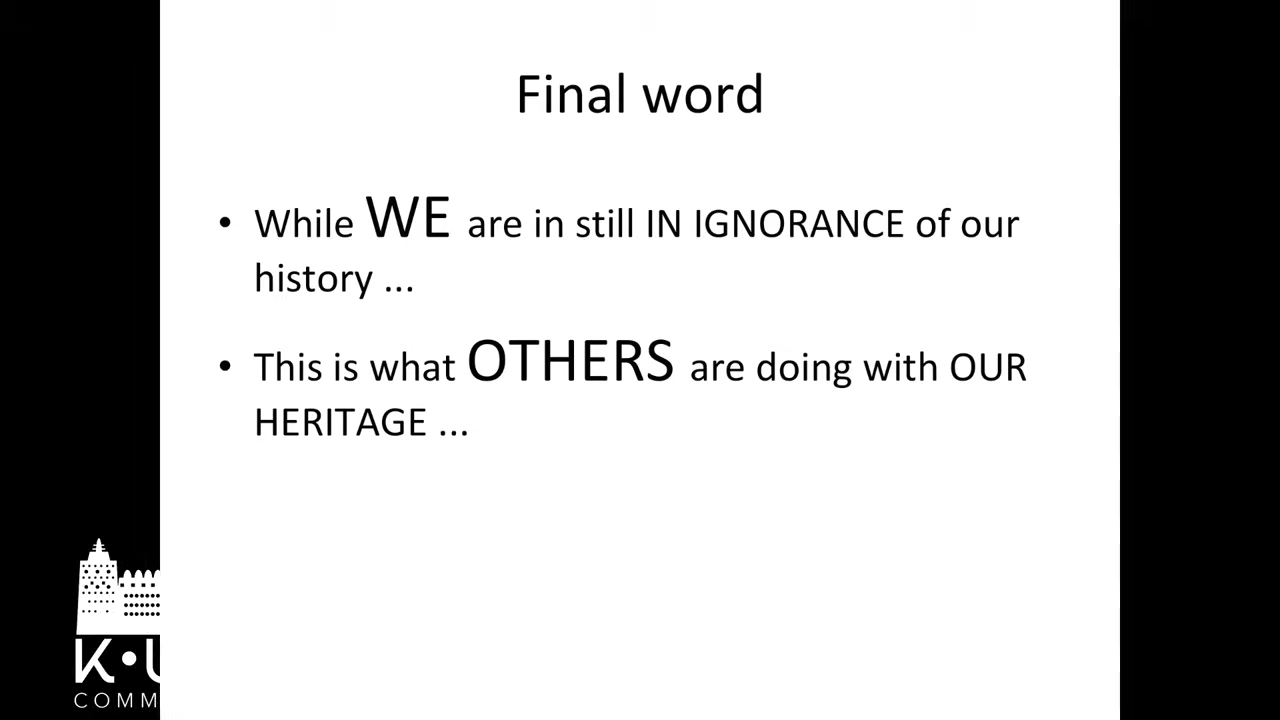 Final word
• While WE are in still IN IGNORANCE of our
history ...
• This is what OTHERS are doing with OUR
HERITAGE ...
K•U
COMM